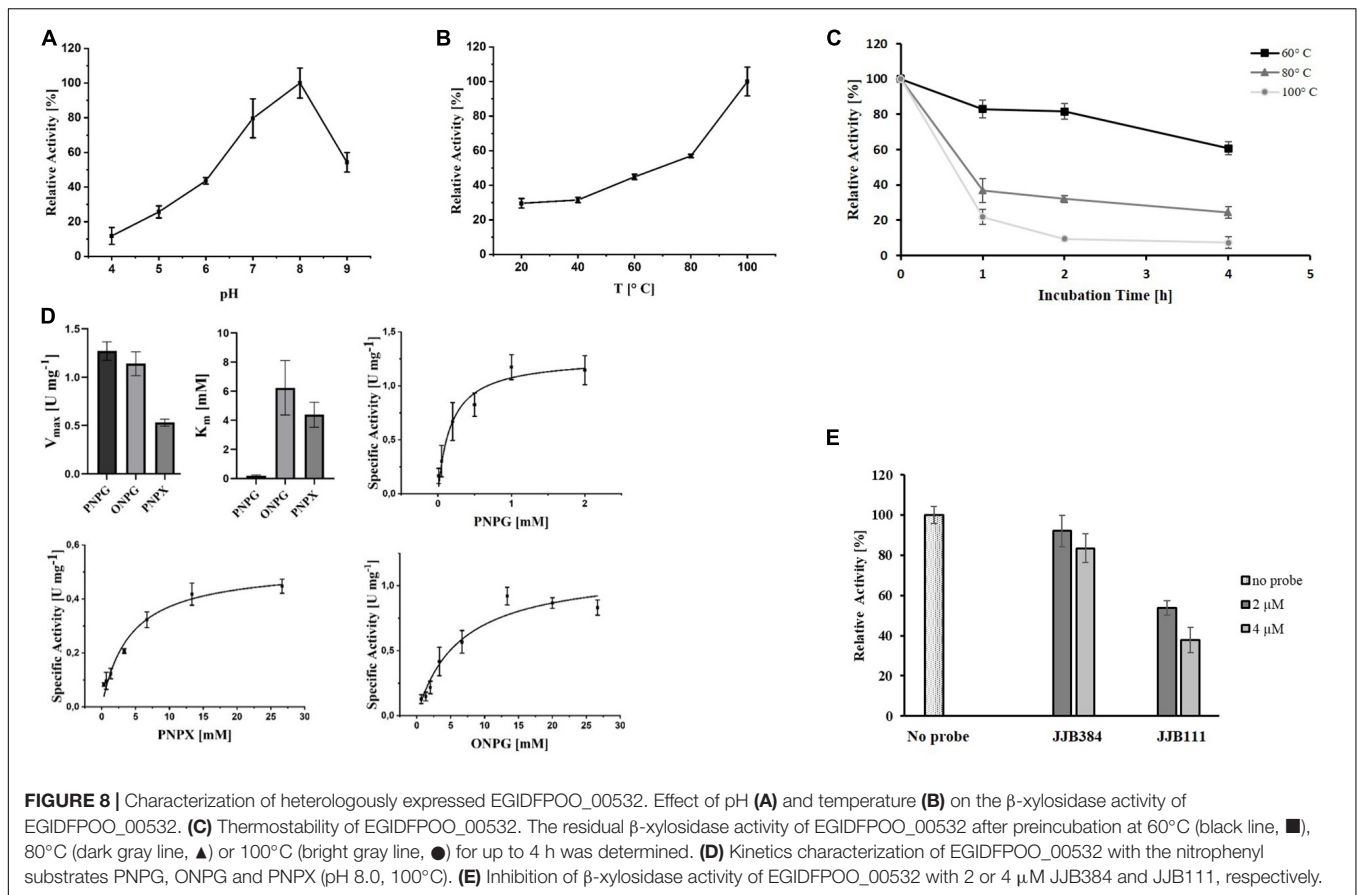 A
120
100
80
60
40
20
0
Relative Activity [%]
4 5 6 7 8 9
pH
B
120
100
80
60
40
20
0
Relative Activity [%]
20 40 60 80 100
T [° C]
C
120
100
80
60
40
20
0
Relative Activity [%]
0 1 2 3 4 5
Incubation Time [h]
60° C
80° C
100° C
D
1.5
1.0
0.5
0.0
Vmax [U mg-1]
PNPG ONPG PNPX
10
8
6
4
2
0
Km [mM]
PNPG ONPG PNPX
1,5
1,0
0,5
0,0
Specific Activity [U mg-1]
0 1 2
PNPG [mM]
0,6
0,4
0,2
0,0
Specific Activity [U mg-1]
0 5 10 15 20 25 30
PNPX [mM]
1,0
0,5
0,0
Specific Activity [U mg-1]
0 5 10 15 20 25 30
ONPG [mM]
E
120
100
80
60
40
20
0
Relative Activity [%]
No probe JJB384 JJB111
no probe
2 µM
4 µM
FIGURE 8 | Characterization of heterologously expressed EGIDFPOO_00532. Effect of pH (A) and temperature (B) on the β-xylosidase activity of
EGIDFPOO_00532. (C) Thermostability of EGIDFPOO_00532. The residual β-xylosidase activity of EGIDFPOO_00532 after preincubation at 60°C (black line, ■),
80°C (dark gray line, ▲) or 100°C (bright gray line, ●) for up to 4 h was determined. (D) Kinetics characterization of EGIDFPOO_00532 with the nitrophenyl
substrates PNPG, ONPG and PNPX (pH 8.0, 100°C). (E) Inhibition of β-xylosidase activity of EGIDFPOO_00532 with 2 or 4 µM JJB384 and JJB111, respectively.